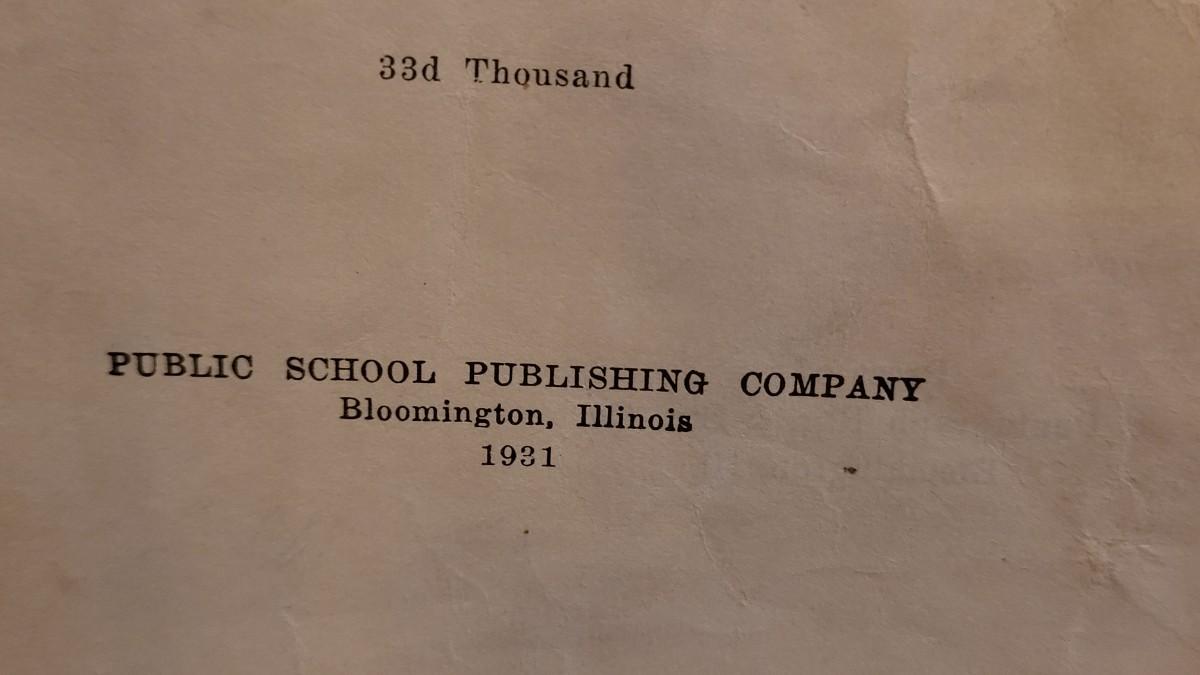 33d Thousand
PUBLIC SCHOOL PUBLISHING COMPANY
Bloomington, Illinois
1931